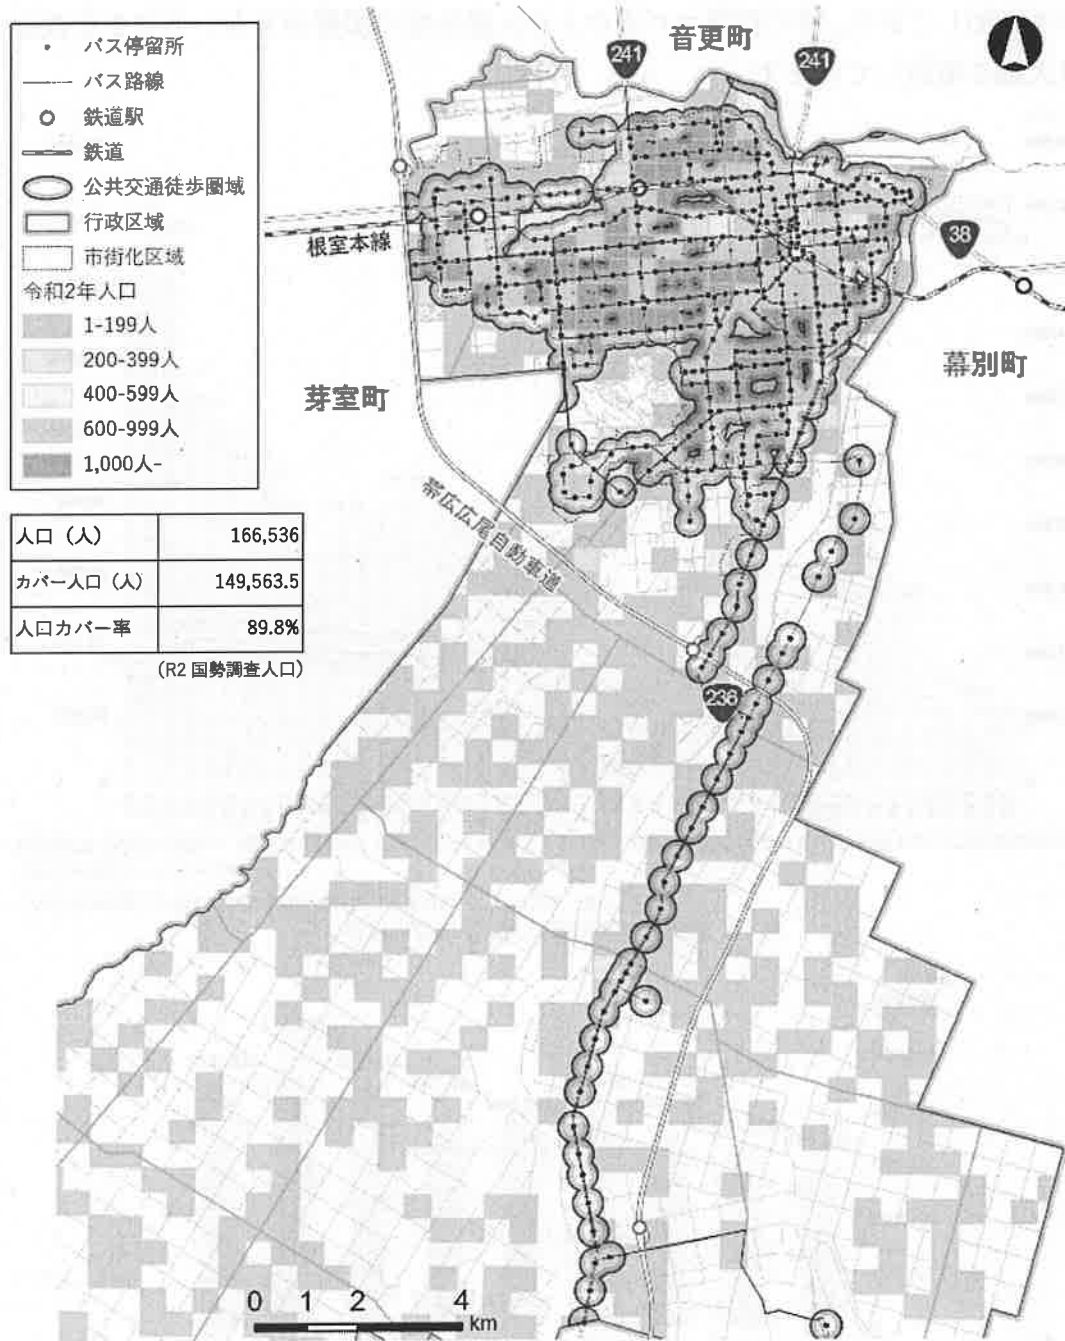 バス停留所
バス路線
鉄道駅
鉄道
公共交通徒歩圏域
行政区域
市街化区域
令和2年人口
1-199人
200-399人
400-599人
600-999人
1,000人-
人口（人） 166,536
カバー人口（人） 149,563.5
人口カバー率 89.8%
(R2 国勢調査人口)
音更町
241
241
38
根室本線
幕別町
芽室町
帯広広尾自動車道
236
0 1 2 4
km